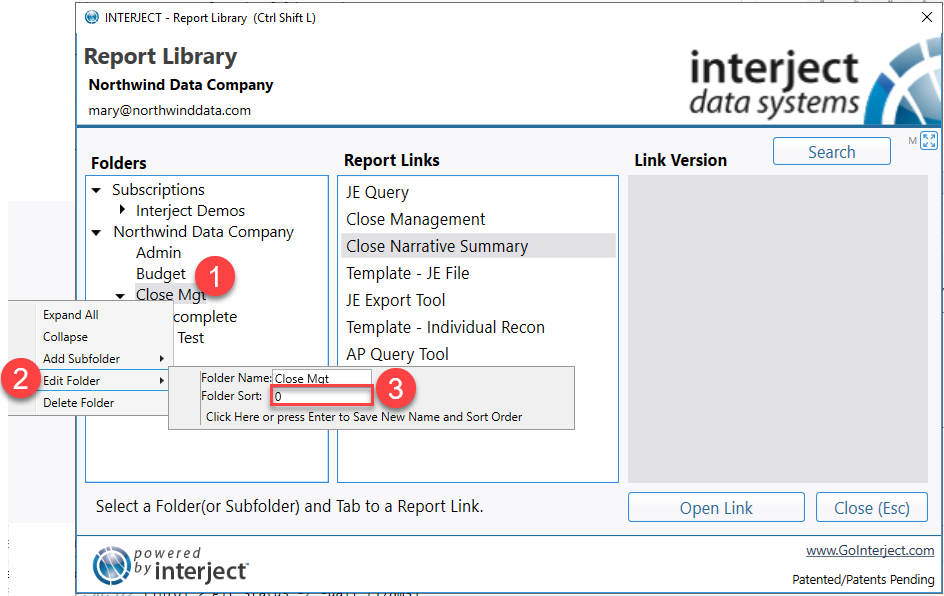 INTERJECT - Report Library (Ctrl Shift L)
Report Library
Northwind Data Company
mary@northwinddata.com
interject
data systems
Folders
Report Links
Link Version
Search
M
Subscriptions
Interject Demos
Northwind Data Company
Admin
Budget
Close Mgt
complete
Test
1
JE Query
Close Management
Close Narrative Summary
Template - JE File
JE Export Tool
Template - Individual Recon
AP Query Tool
Expand All
Collapse
Add Subfolder
Edit Folder
Delete Folder
2
Folder Name: Close Mgt
Folder Sort: 0
Click Here or press Enter to Save New Name and Sort Order
3
Select a Folder(or Subfolder) and Tab to a Report Link.
Open Link
Close (Esc)
powered
by interject
www.GoInterject.com
Patented/Patents Pending